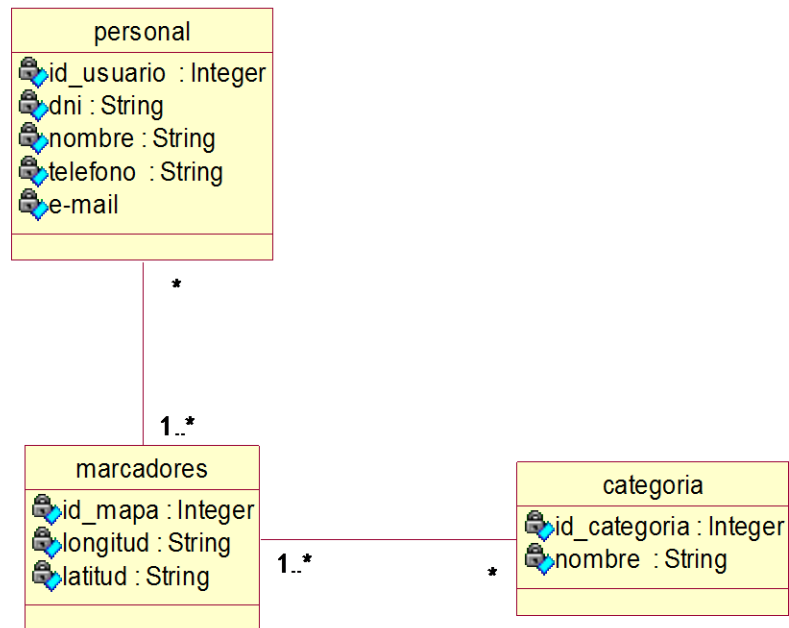 personal
id_usuario : Integer
dni : String
nombre : String
telefono : String
e-mail
*
1..*
marcadores
id_mapa : Integer
longitud : String
latitud : String
1..*
*
categoria
id_categoria : Integer
nombre : String